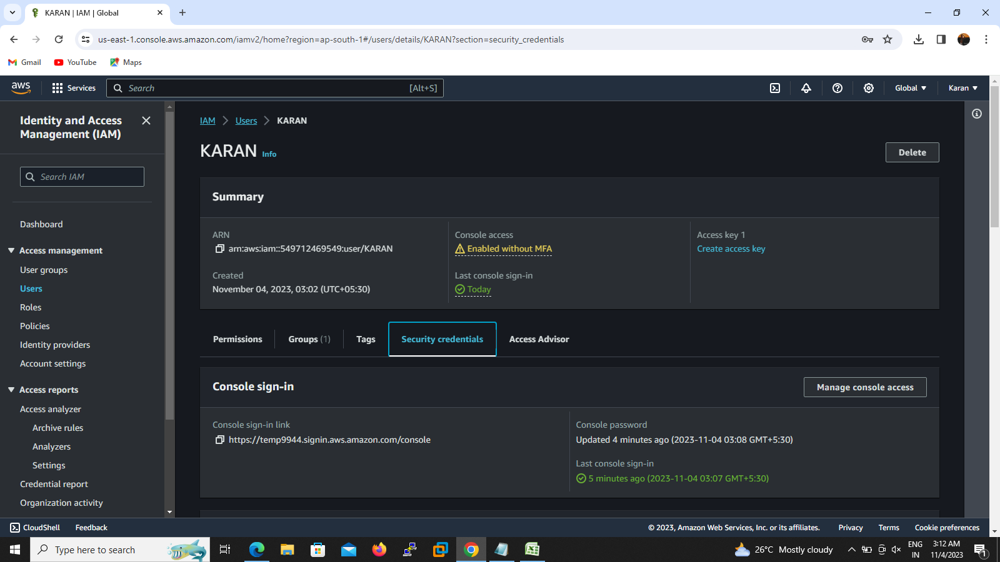 KARAN | IAM | Global
us-east-1.console.aws.amazon.com/iamv2/home?region=ap-south-1#/users/details/KARAN?section=security_credentials
Gmail YouTube Maps
aws Services Search [Alt+S] Global Karan
Identity and Access
Management (IAM)
Search IAM
Dashboard
Access management
User groups
Users
Roles
Policies
Identity providers
Account settings
Access reports
Access analyzer
Archive rules
Analyzers
Settings
Credential report
Organization activity
IAM Users KARAN
KARAN Info
Delete
Summary
ARN
arn:aws:iam::549712469549:user/KARAN
Created
November 04, 2023, 03:02 (UTC+05:30)
Console access
Enabled without MFA
Last console sign-in
Today
Access key 1
Create access key
Permissions Groups (1) Tags Security credentials Access Advisor
Console sign-in
Manage console access
Console sign-in link
https://temp9944.signin.aws.amazon.com/console
Console password
Updated 4 minutes ago (2023-11-04 03:08 GMT+5:30)
Last console sign-in
5 minutes ago (2023-11-04 03:07 GMT+5:30)
CloudShell Feedback © 2023, Amazon Web Services, Inc. or its affiliates. Privacy Terms Cookie preferences
Type here to search
26°C Mostly cloudy
ENG
IN
3:12 AM
11/4/2023
1